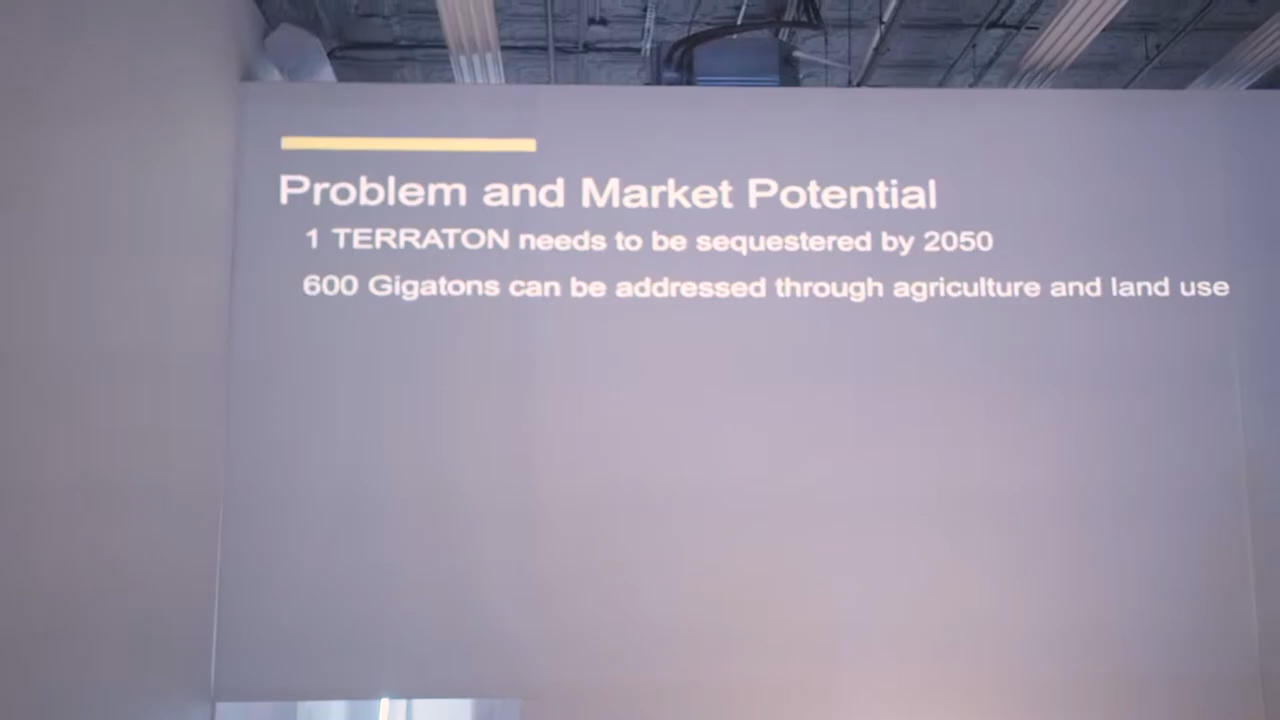 Problem and Market Potential
1 TERRATON needs to be sequestered by 2050
600 Gigatons can be addressed through agriculture and land use